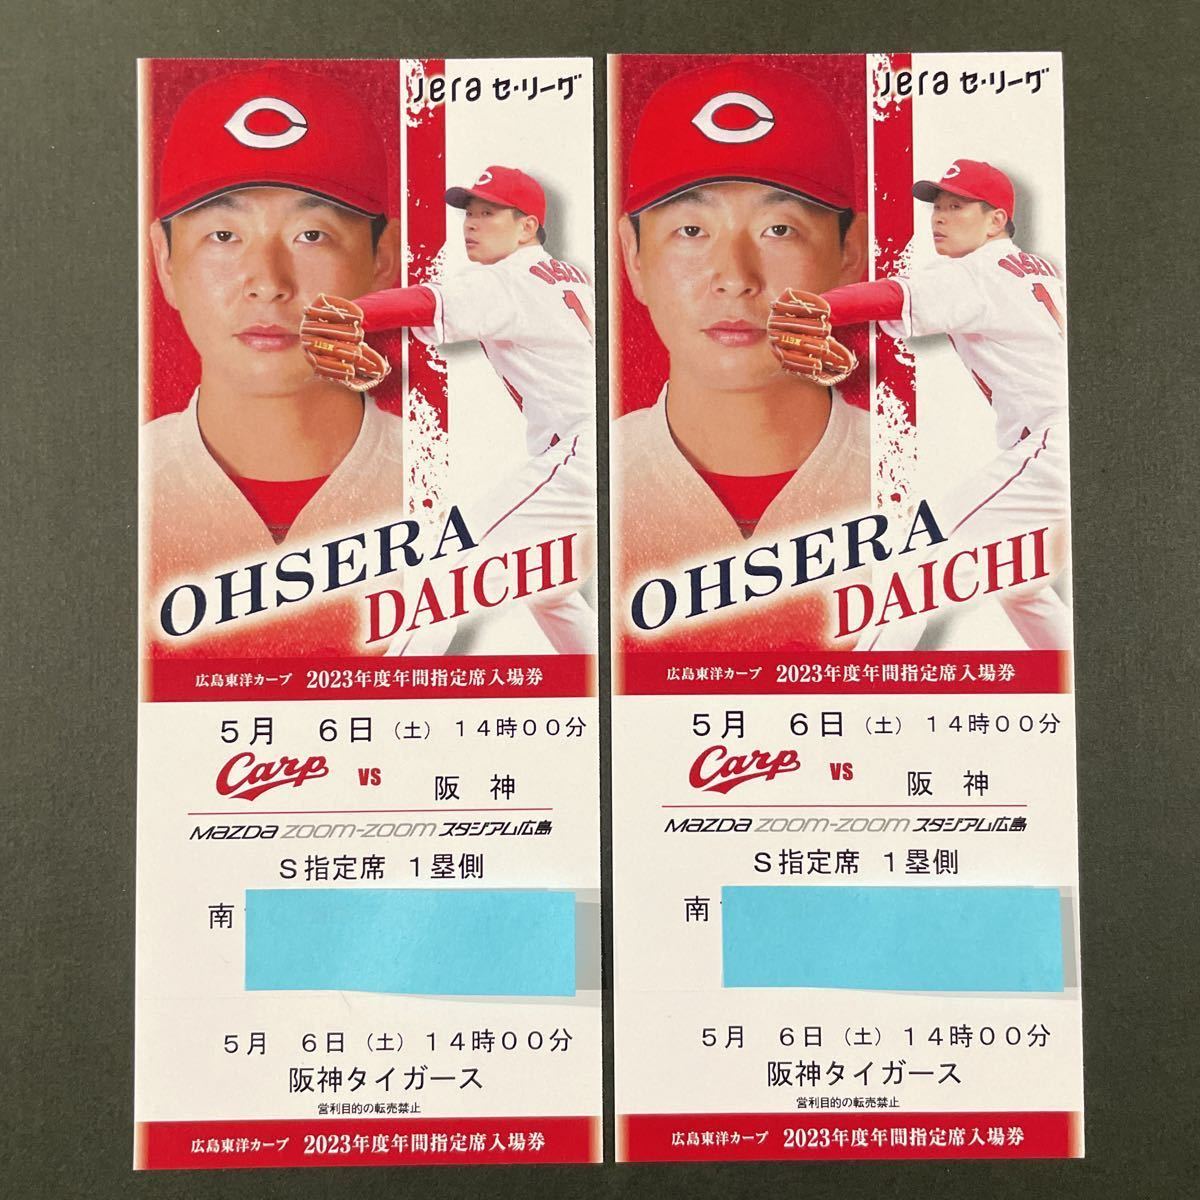 Jera セ・リーグ
OHSERA
DAICHI
広島東洋カープ 2023年度年間指定席入場券
5月 6日（土）14時00分
Carp vs 阪神
mazda zoom-zoom スタジアム広島
S指定席 1塁側
南
5月 6日（土）14時00分
阪神タイガース
営利目的の転売禁止
広島東洋カープ 2023年度年間指定席入場券
Jera セ・リーグ
OHSERA
DAICHI
広島東洋カープ 2023年度年間指定席入場券
5月 6日（土）14時00分
Carp vs 阪神
mazda zoom-zoom スタジアム広島
S指定席 1塁側
南
5月 6日（土）14時00分
阪神タイガース
営利目的の転売禁止
広島東洋カープ 2023年度年間指定席入場券